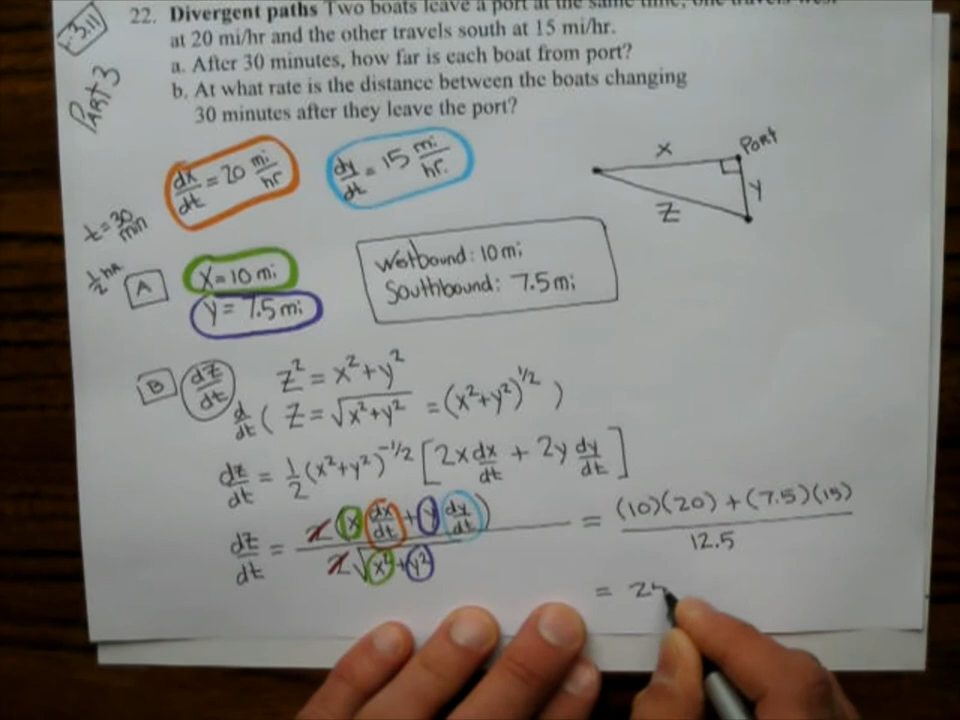 3.11
PART 3
22. Divergent paths Two boats leave a port at the same time, one travels west
at 20 mi/hr and the other travels south at 15 mi/hr.
a. After 30 minutes, how far is each boat from port?
b. At what rate is the distance between the boats changing
30 minutes after they leave the port?
dx/dt = 20 mi/hr
dy/dt = 15 mi/hr.
x
Port
y
z
t = 30 min
1/2 hr
A
x = 10 mi
y = 7.5 mi
Westbound: 10 mi
Southbound: 7.5 mi
B
dz/dt
z² = x² + y²
d/dt ( z = √x² + y² = (x² + y²)^1/2 )
dz/dt = 1/2 (x² + y²)^-1/2 [2x dx/dt + 2y dy/dt]
dz/dt = 2(x dx/dt + y dy/dt) / 2√x² + y² = (10)(20) + (7.5)(15) / 12.5
= 2